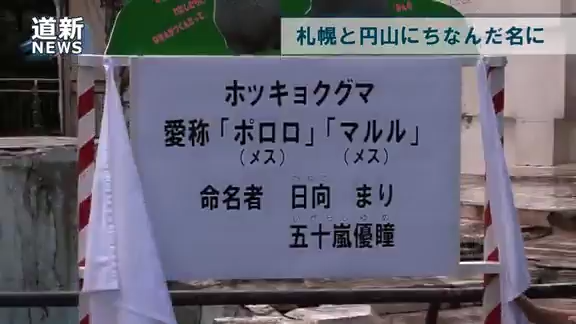 道新
NEWS
札幌と円山にちなんだ名に
ホッキョクグマ
愛称「ポロロ」「マルル」
(メス) (メス)
命名者 日向 まり
五十嵐優瞳